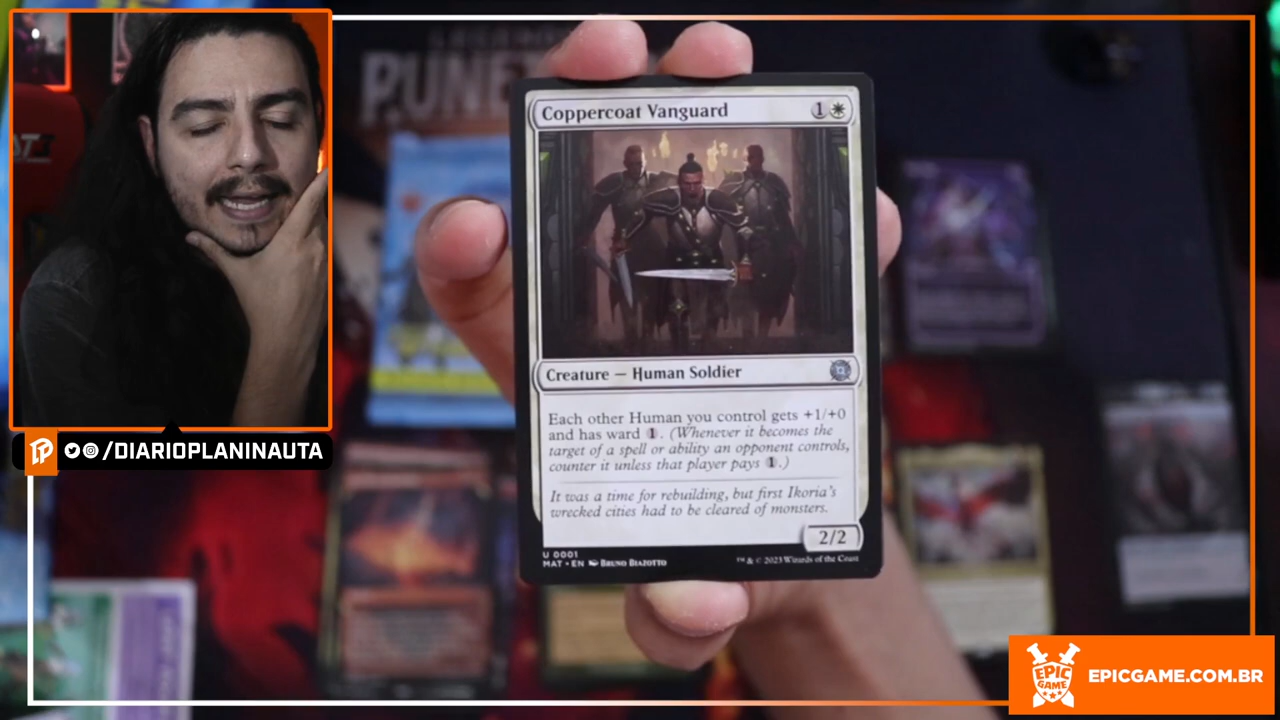 Coppercoat Vanguard 1
Creature — Human Soldier
Each other Human you control gets +1/+0
and has ward 1. (Whenever it becomes the
target of a spell or ability an opponent controls,
counter it unless that player pays 1.)
It was a time for rebuilding, but first Ikoria's
wrecked cities had to be cleared of monsters.
2/2
U 0001
MAT • EN BRUNO BIAZOTTO
™ & © 2023 Wizards of the Coast
/DIARIOPLANINAUTA
EPIC
GAME
EPICGAME.COM.BR